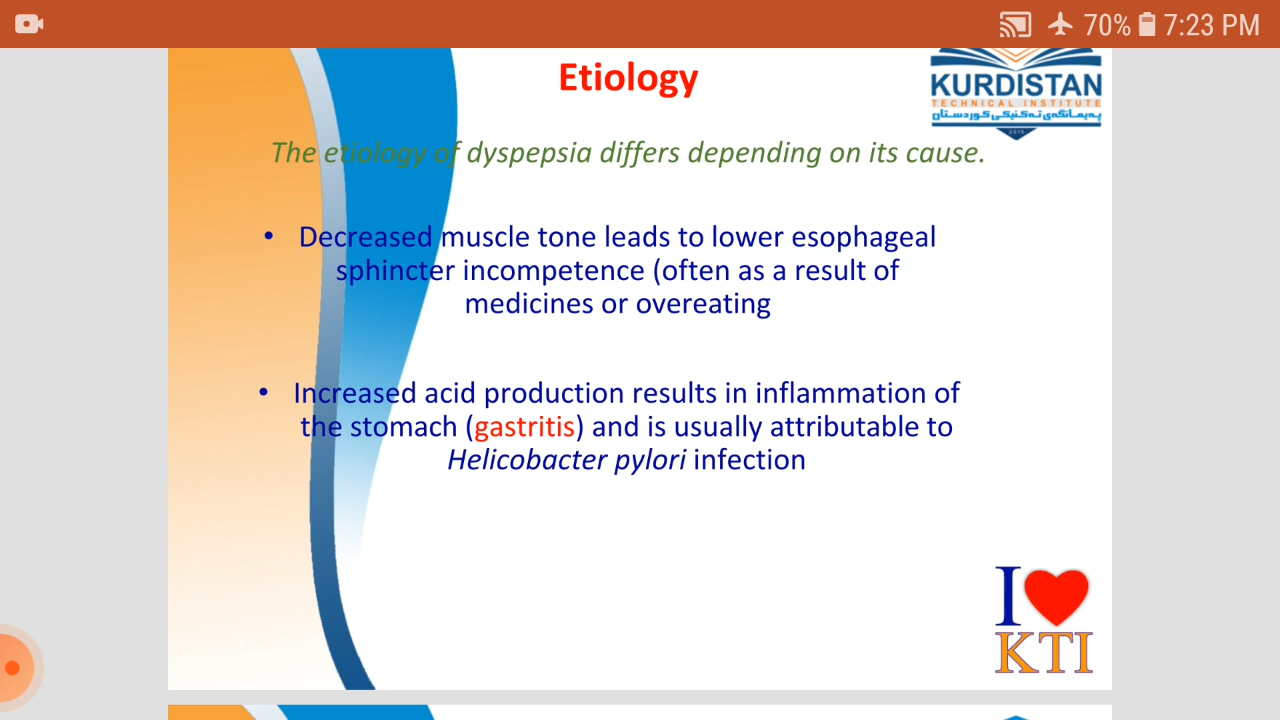 70% 7:23 PM
Etiology
KURDISTAN
TECHNICAL INSTITUTE
پەیمانگەی تەکنیکی کوردستان
2015
The etiology of dyspepsia differs depending on its cause.
• Decreased muscle tone leads to lower esophageal
sphincter incompetence (often as a result of
medicines or overeating
• Increased acid production results in inflammation of
the stomach (gastritis) and is usually attributable to
Helicobacter pylori infection
I
KTI